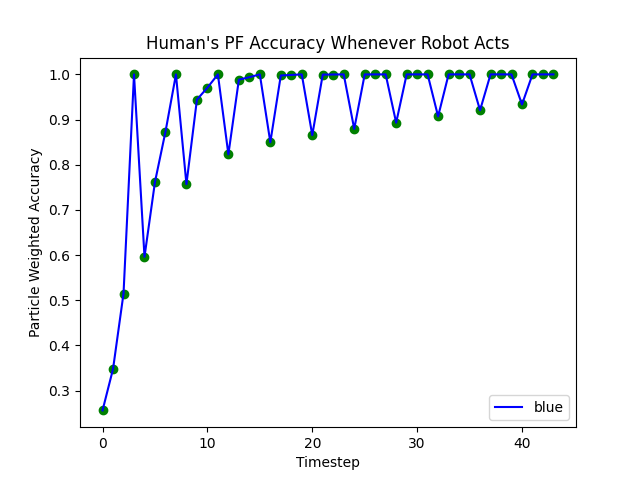 Human's PF Accuracy Whenever Robot Acts
Particle Weighted Accuracy
1.0
0.9
0.8
0.7
0.6
0.5
0.4
0.3
0 10 20 30 40
Timestep
blue